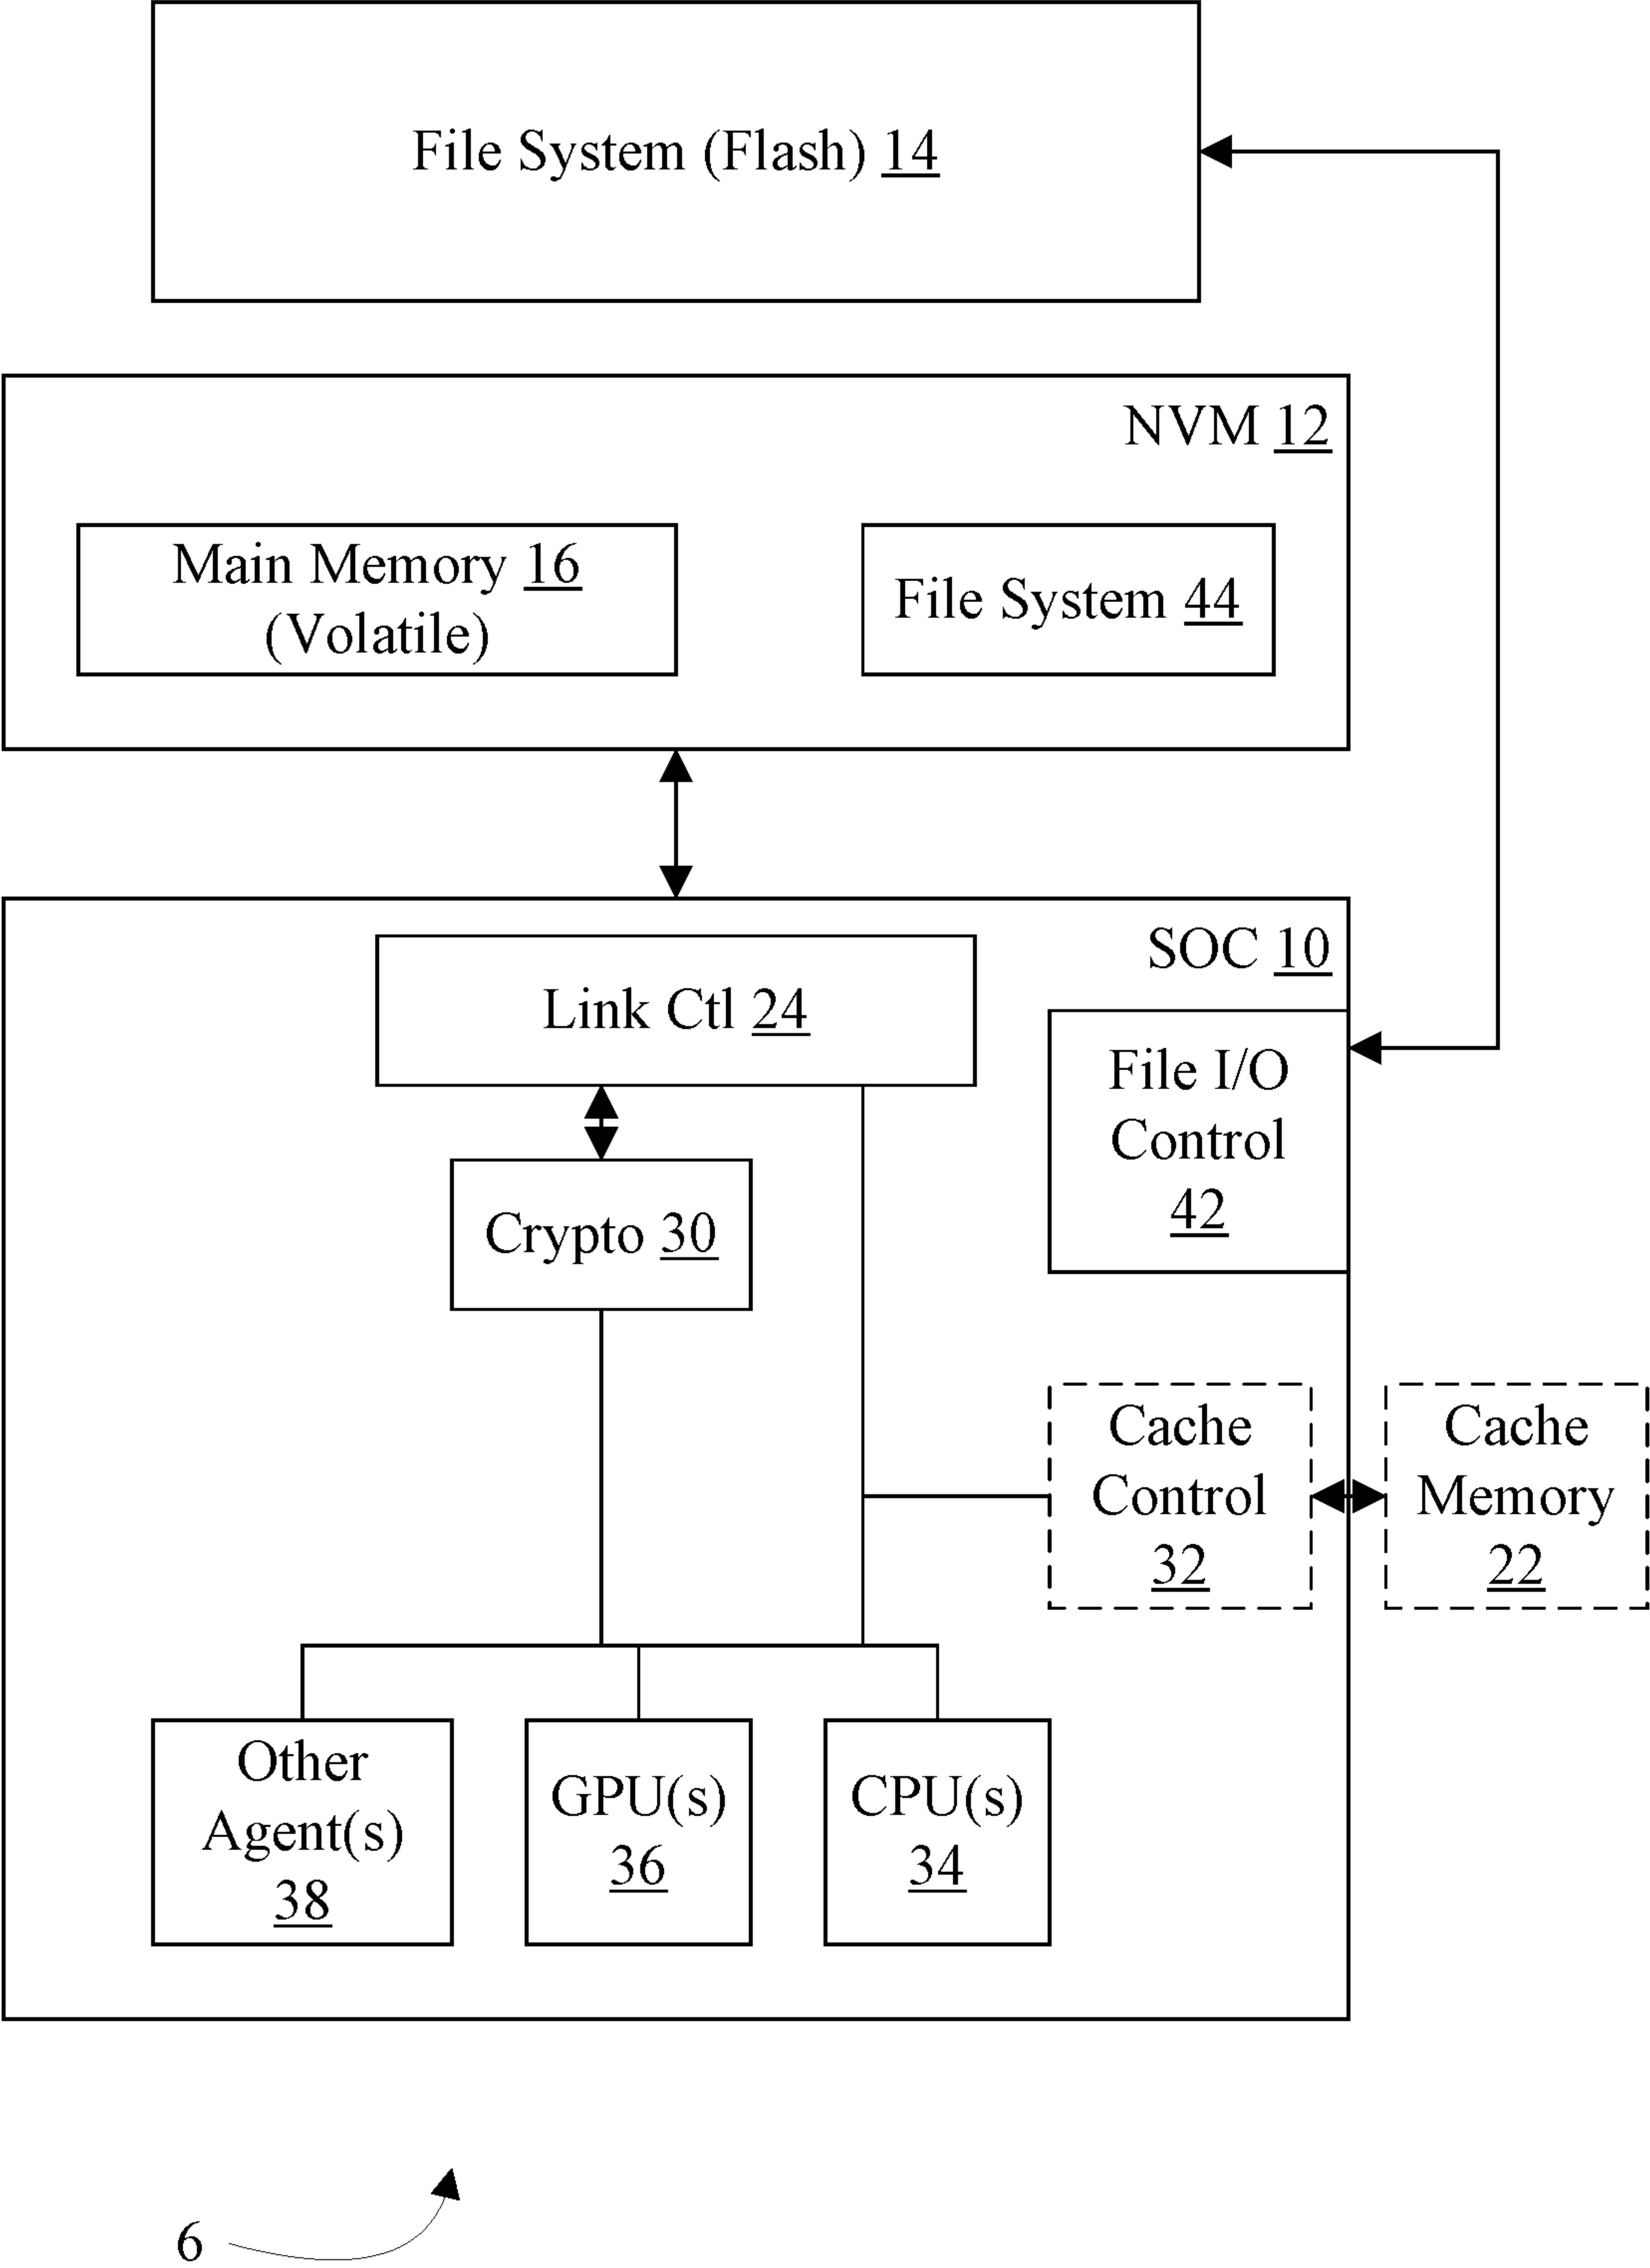 File System (Flash) 14
NVM 12
Main Memory 16
(Volatile)
File System 44
SOC 10
Link Ctl 24
File I/O
Control
42
Crypto 30
Cache
Control
32
Cache
Memory
22
Other
Agent(s)
38
GPU(s)
36
CPU(s)
34
6